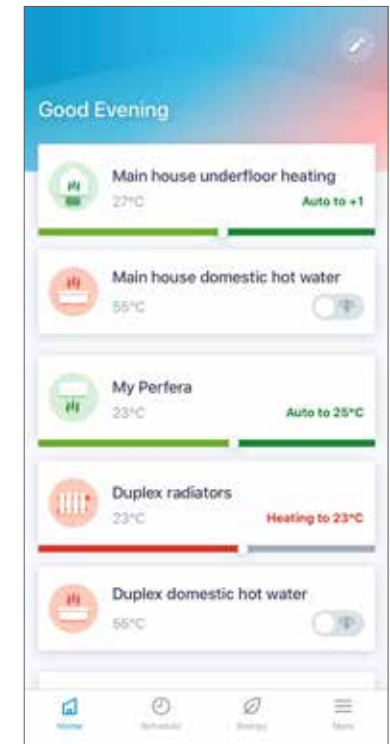 Good Evening
Main house underfloor heating
27°C
Auto to +1
Main house domestic hot water
55°C
My Perfera
23°C
Auto to 25°C
Duplex radiators
23°C
Heating to 23°C
Duplex domestic hot water
55°C
Home
Schedule
Energy
More